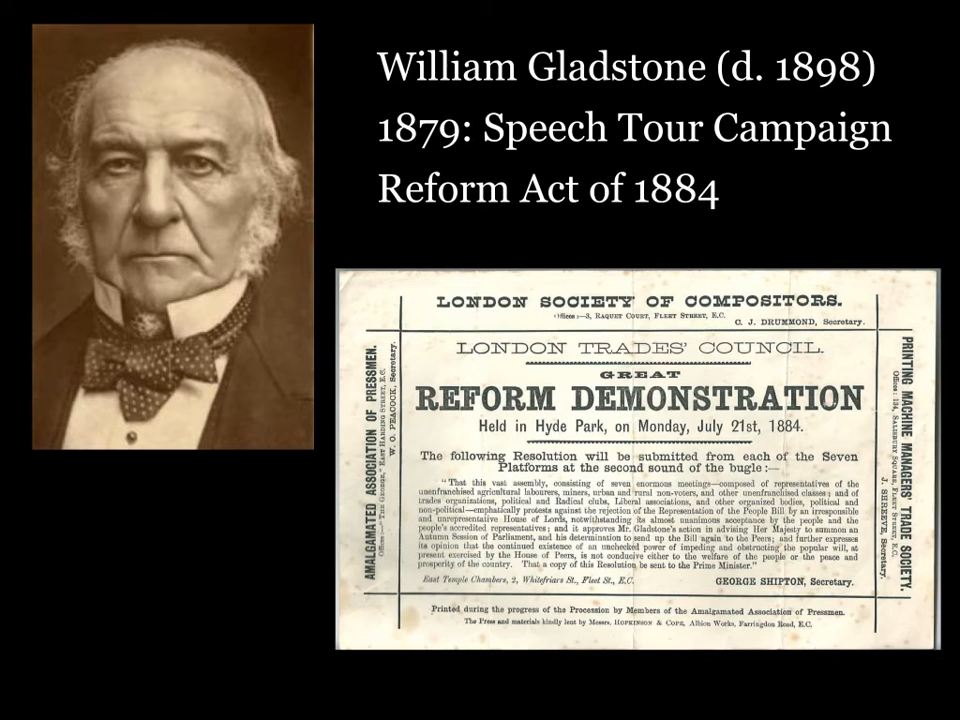 William Gladstone (d. 1898)
1879: Speech Tour Campaign
Reform Act of 1884
LONDON SOCIETY OF COMPOSITORS.
Offices:—3, RAQUET COURT, FLEET STREET, E.C.
C. J. DRUMMOND, Secretary.
AMALGAMATED ASSOCIATION OF PRESSMEN.
Offices:—"THE GEORGE," EAST HARDING STREET, E.C.
W. O. PEACOCK, Secretary.
LONDON TRADES' COUNCIL.
GREAT
REFORM DEMONSTRATION
Held in Hyde Park, on Monday, July 21st, 1884.
The following Resolution will be submitted from each of the Seven
Platforms at the second sound of the bugle:—
"That this vast assembly, consisting of seven enormous meetings—composed of representatives of the
unenfranchised agricultural labourers, miners, urban and rural non-voters, and other unenfranchised classes; and of
trades organizations, political and Radical clubs, Liberal associations, and other organized bodies, political and
non-political—emphatically protests against the rejection of the Representation of the People Bill by an irresponsible
and unrepresentative House of Lords, notwithstanding its almost unanimous acceptance by the people and the
people's accredited representatives; and it approves Mr. Gladstone's action in advising Her Majesty to summon an
Autumn Session of Parliament, and his determination to send up the Bill again to the Peers; and further expresses
its opinion that the continued existence of an unchecked power of impeding and obstructing the popular will, at
present exercised by the House of Peers, is not conducive either to the welfare of the people or the peace and
prosperity of the country. That a copy of this Resolution be sent to the Prime Minister."
East Temple Chambers, 2, Whitefriars St., Fleet St., E.C.
GEORGE SHIPTON, Secretary.
PRINTING MACHINE MANAGERS' TRADE SOCIETY.
Offices: 134, SALISBURY SQUARE, FLEET STREET, E.C.
J. SHREEVE, Secretary.
Printed during the progress of the Procession by Members of the Amalgamated Association of Pressmen.
The Press and materials kindly lent by Messrs. HOPKINSON & COPE, Albion Works, Farringdon Road, E.C.